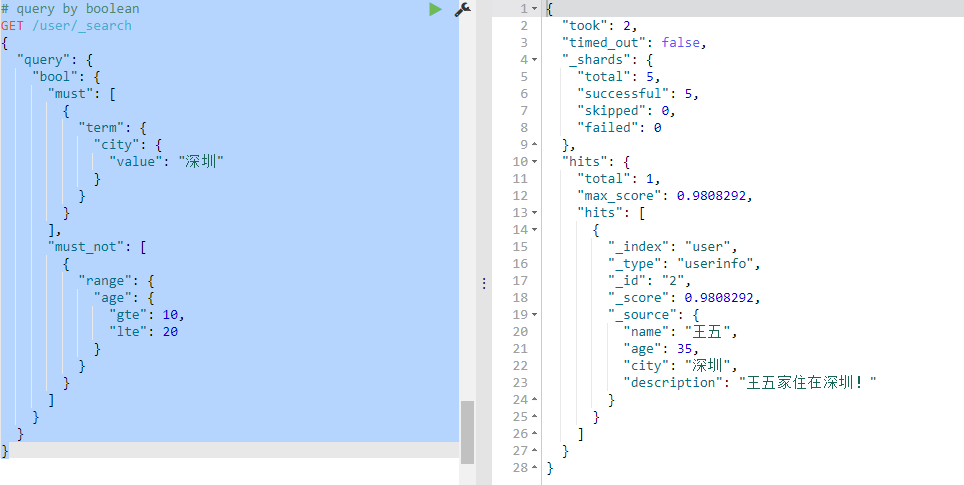 # query by boolean
GET /user/_search
{
  "query": {
    "bool": {
      "must": [
        {
          "term": {
            "city": {
              "value": "深圳"
            }
          }
        }
      ],
      "must_not": [
        {
          "range": {
            "age": {
              "gte": 10,
              "lte": 20
            }
          }
        }
      ]
    }
  }
}
1 {
2   "took": 2,
3   "timed_out": false,
4   "_shards": {
5     "total": 5,
6     "successful": 5,
7     "skipped": 0,
8     "failed": 0
9   },
10   "hits": {
11     "total": 1,
12     "max_score": 0.9808292,
13     "hits": [
14       {
15         "_index": "user",
16         "_type": "userinfo",
17         "_id": "2",
18         "_score": 0.9808292,
19         "_source": {
20           "name": "王五",
21           "age": 35,
22           "city": "深圳",
23           "description": "王五家住在深圳！"
24         }
25       }
26     ]
27   }
28 }